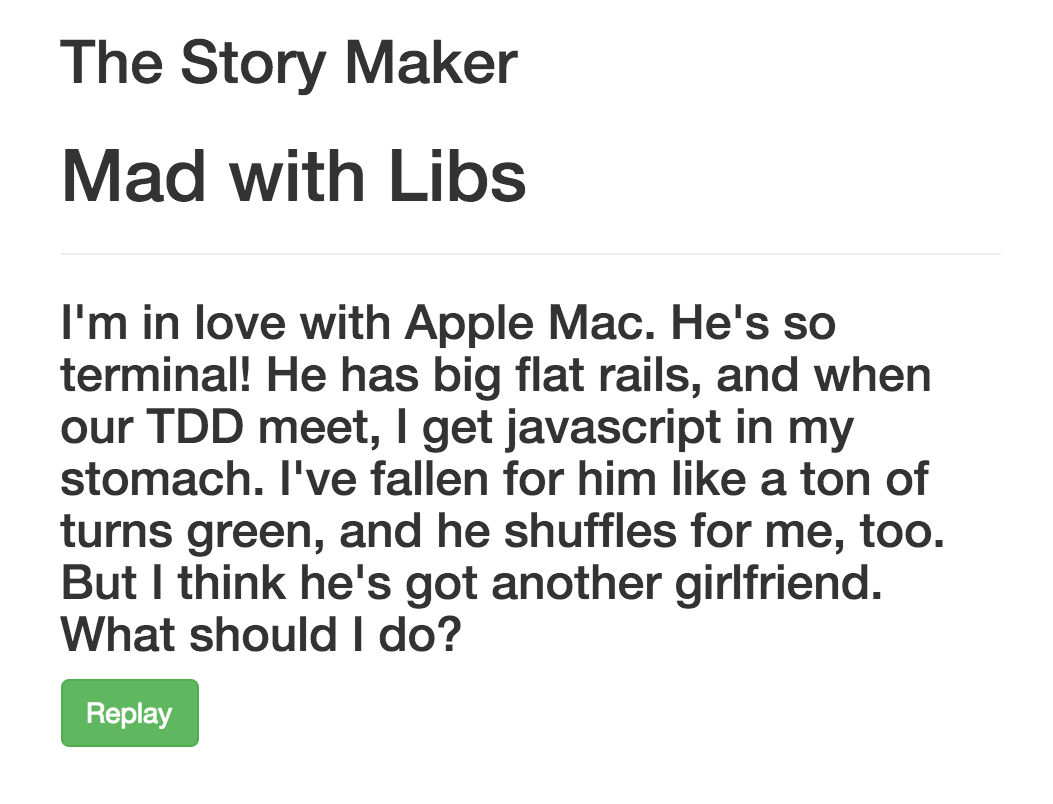 The Story Maker
Mad with Libs
I'm in love with Apple Mac. He's so
terminal! He has big flat rails, and when
our TDD meet, I get javascript in my
stomach. I've fallen for him like a ton of
turns green, and he shuffles for me, too.
But I think he's got another girlfriend.
What should I do?
Replay